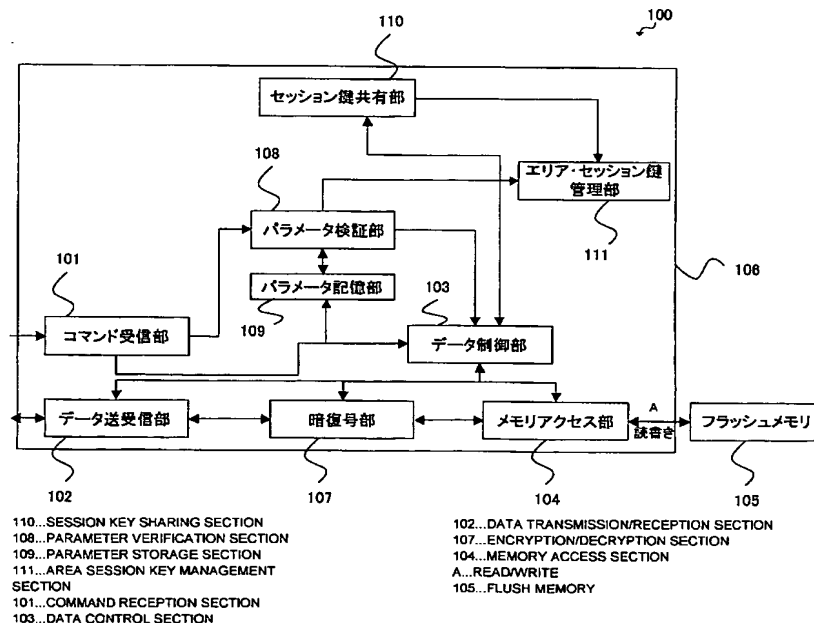 100
110
セッション鍵共有部
108
エリア・セッション鍵
管理部
パラメータ検証部
111
106
101
パラメータ記憶部
103
109
コマンド受信部
データ制御部
データ送受信部
暗復号部
メモリアクセス部
A
読書き
フラッシュメモリ
102
107
104
105
110...SESSION KEY SHARING SECTION
108...PARAMETER VERIFICATION SECTION
109...PARAMETER STORAGE SECTION
111...AREA SESSION KEY MANAGEMENT
SECTION
101...COMMAND RECEPTION SECTION
103...DATA CONTROL SECTION
102...DATA TRANSMISSION/RECEPTION SECTION
107...ENCRYPTION/DECRYPTION SECTION
104...MEMORY ACCESS SECTION
A...READ/WRITE
105...FLUSH MEMORY